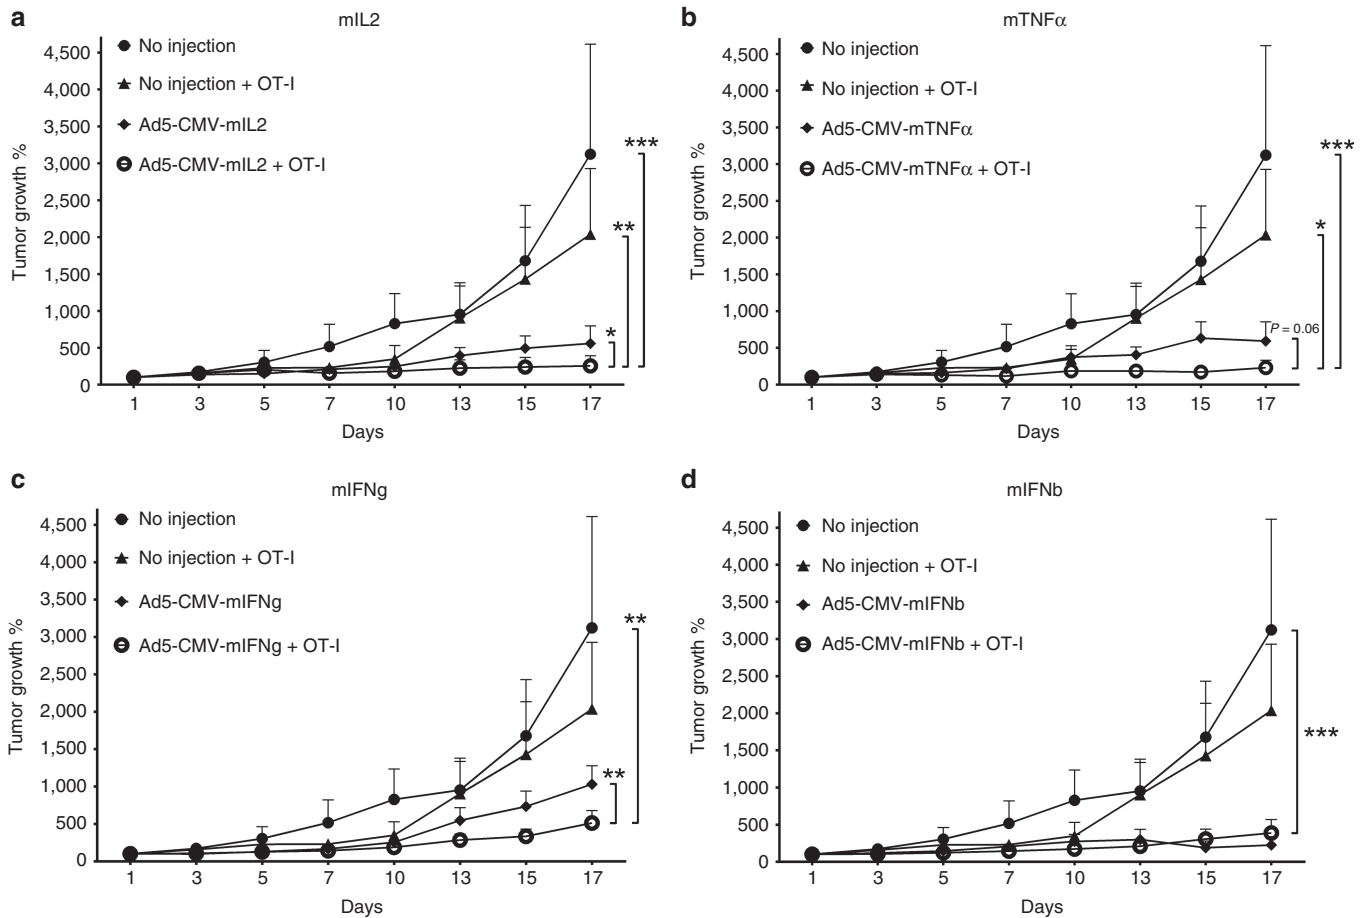 a
mIL2
Tumor growth %
4,500
4,000
3,500
3,000
2,500
2,000
1,500
1,000
500
0
No injection
No injection + OT-I
Ad5-CMV-mIL2
Ad5-CMV-mIL2 + OT-I
***
**
*
1 3 5 7 10 13 15 17
Days
b
mTNFα
Tumor growth %
4,500
4,000
3,500
3,000
2,500
2,000
1,500
1,000
500
0
No injection
No injection + OT-I
Ad5-CMV-mTNFα
Ad5-CMV-mTNFα + OT-I
***
*
P = 0.06
1 3 5 7 10 13 15 17
Days
c
mIFNg
Tumor growth %
4,500
4,000
3,500
3,000
2,500
2,000
1,500
1,000
500
0
No injection
No injection + OT-I
Ad5-CMV-mIFNg
Ad5-CMV-mIFNg + OT-I
**
**
1 3 5 7 10 13 15 17
Days
d
mIFNb
Tumor growth %
4,500
4,000
3,500
3,000
2,500
2,000
1,500
1,000
500
0
No injection
No injection + OT-I
Ad5-CMV-mIFNb
Ad5-CMV-mIFNb + OT-I
***
1 3 5 7 10 13 15 17
Days